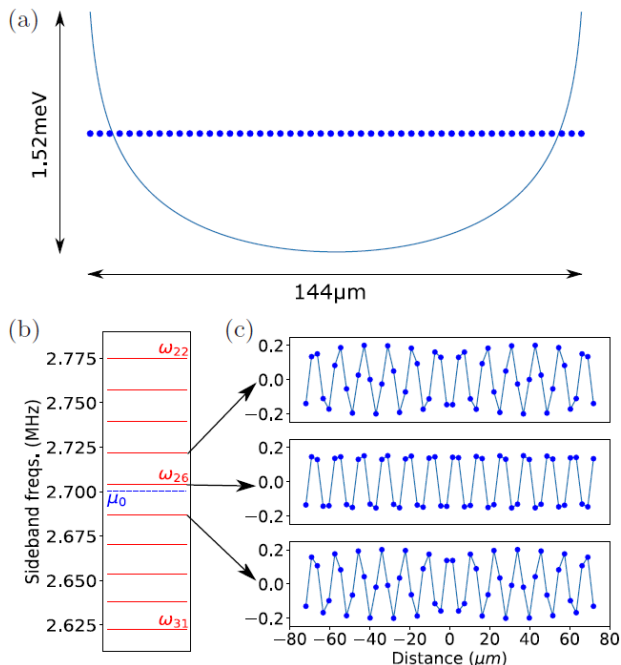 (a)
1.52meV
144µm
(b)
(c)
Sideband freqs. (MHz)
2.775
2.750
2.725
2.700
2.675
2.650
2.625
ω22
ω26
μ0
ω31
0.2
0.0
−0.2
0.2
0.0
−0.2
0.2
0.0
−0.2
−80 −60 −40 −20 0 20 40 60 80
Distance (μm)